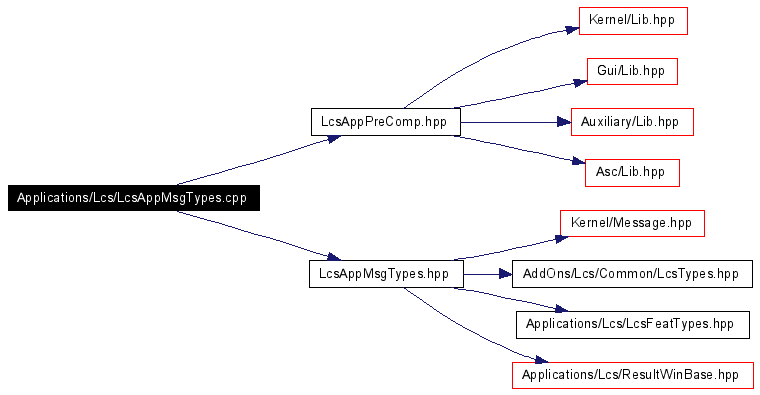 Kernel/Lib.hpp
Gui/Lib.hpp
LcsAppPreComp.hpp
Auxiliary/Lib.hpp
Asc/Lib.hpp
Applications/Lcs/LcsAppMsgTypes.cpp
Kernel/Message.hpp
LcsAppMsgTypes.hpp
AddOns/Lcs/Common/LcsTypes.hpp
Applications/Lcs/LcsFeatTypes.hpp
Applications/Lcs/ResultWinBase.hpp